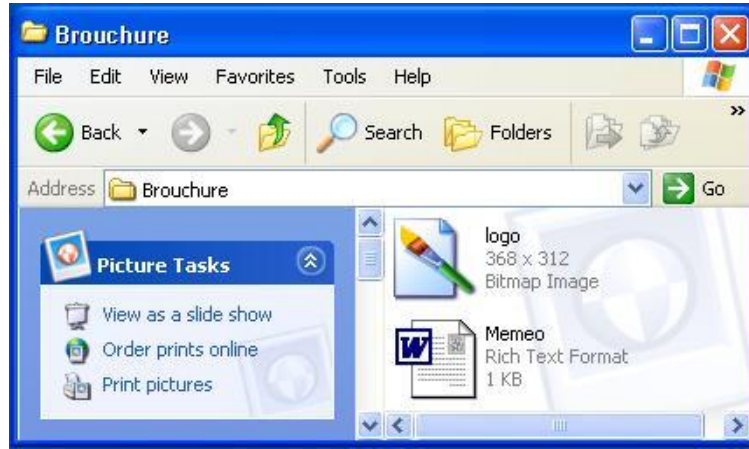 Brouchure
File Edit View Favorites Tools Help
Back Search Folders »
Address Brouchure Go
Picture Tasks
View as a slide show
Order prints online
Print pictures
logo
368 x 312
Bitmap Image
W
Memeo
Rich Text Format
1 KB